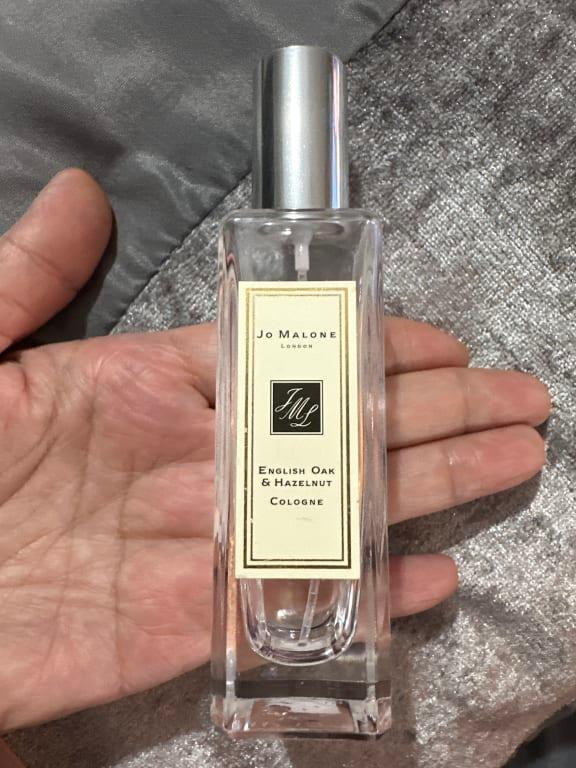 Jo Malone
London
JML
English Oak
& Hazelnut
Cologne